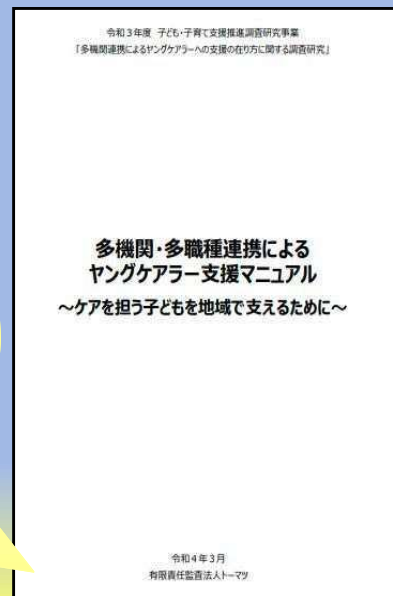 令和3年度 子ども・子育て支援推進調査研究事業
「多機関連携によるヤングケアラーへの支援の在り方に関する調査研究」
多機関・多職種連携による
ヤングケアラー支援マニュアル
～ケアを担う子どもを地域で支えるために～
令和4年3月
有限責任監査法人トーマツ